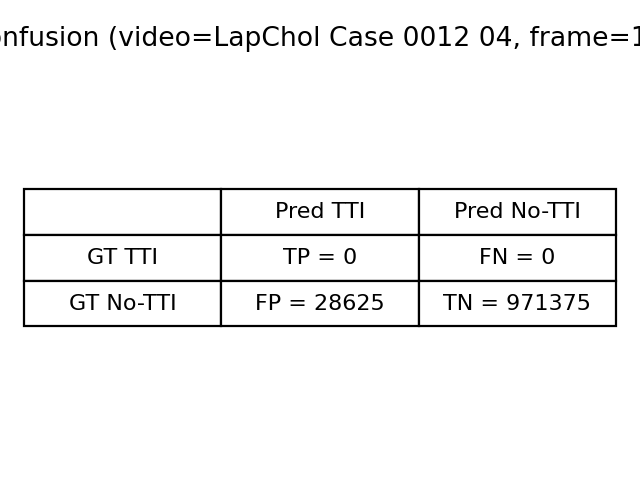 onfusion (video=LapChol Case 0012 04, frame=1
Pred TTI Pred No-TTI
GT TTI TP = 0 FN = 0
GT No-TTI FP = 28625 TN = 971375